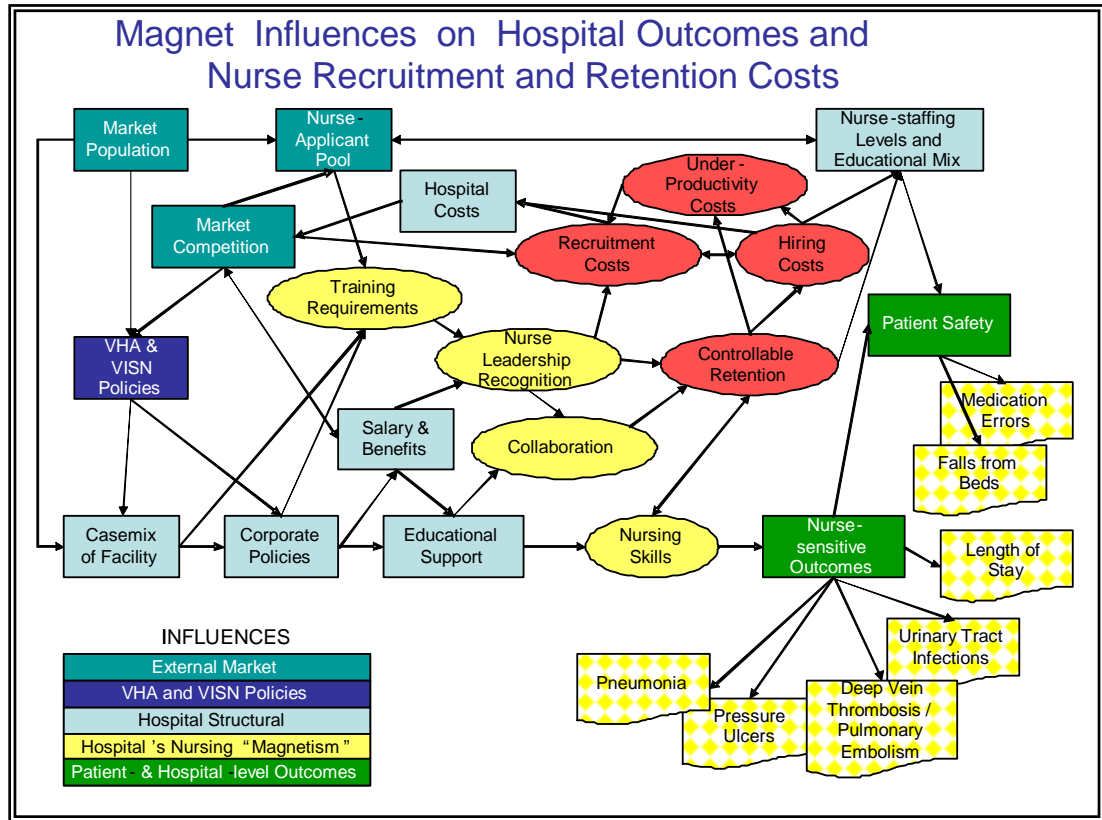 Magnet Influences on Hospital Outcomes and
Nurse Recruitment and Retention Costs
Market
Population
Nurse-
Applicant
Pool
Nurse-staffing
Levels and
Educational Mix
Under-
Productivity
Costs
Hospital
Costs
Market
Competition
Recruitment
Costs
Hiring
Costs
Training
Requirements
Patient Safety
VHA &
VISN
Policies
Nurse
Leadership
Recognition
Controllable
Retention
Medication
Errors
Salary &
Benefits
Collaboration
Falls from
Beds
Casemix
of Facility
Corporate
Policies
Educational
Support
Nursing
Skills
Nurse-
sensitive
Outcomes
Length of
Stay
Urinary Tract
Infections
Pneumonia
Pressure
Ulcers
Deep Vein
Thrombosis /
Pulmonary
Embolism
INFLUENCES
External Market
VHA and VISN Policies
Hospital Structural
Hospital's Nursing "Magnetism"
Patient- & Hospital-level Outcomes